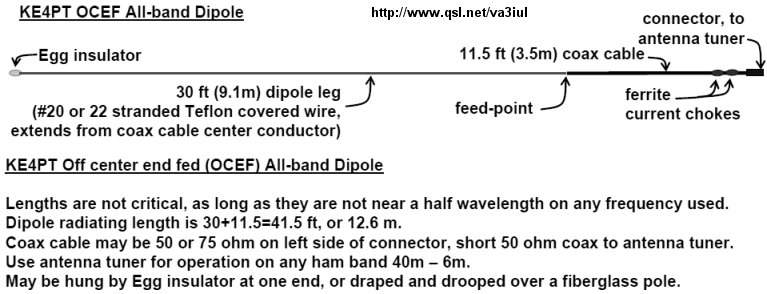 KE4PT OCEF All-band Dipole
http://www.qsl.net/va3iul
connector, to
antenna tuner
Egg insulator
11.5 ft (3.5m) coax cable
30 ft (9.1m) dipole leg
(#20 or 22 stranded Teflon covered wire,
extends from coax cable center conductor)
feed-point
ferrite
current chokes
KE4PT Off center end fed (OCEF) All-band Dipole
Lengths are not critical, as long as they are not near a half wavelength on any frequency used.
Dipole radiating length is 30+11.5=41.5 ft, or 12.6 m.
Coax cable may be 50 or 75 ohm on left side of connector, short 50 ohm coax to antenna tuner.
Use antenna tuner for operation on any ham band 40m – 6m.
May be hung by Egg insulator at one end, or draped and drooped over a fiberglass pole.